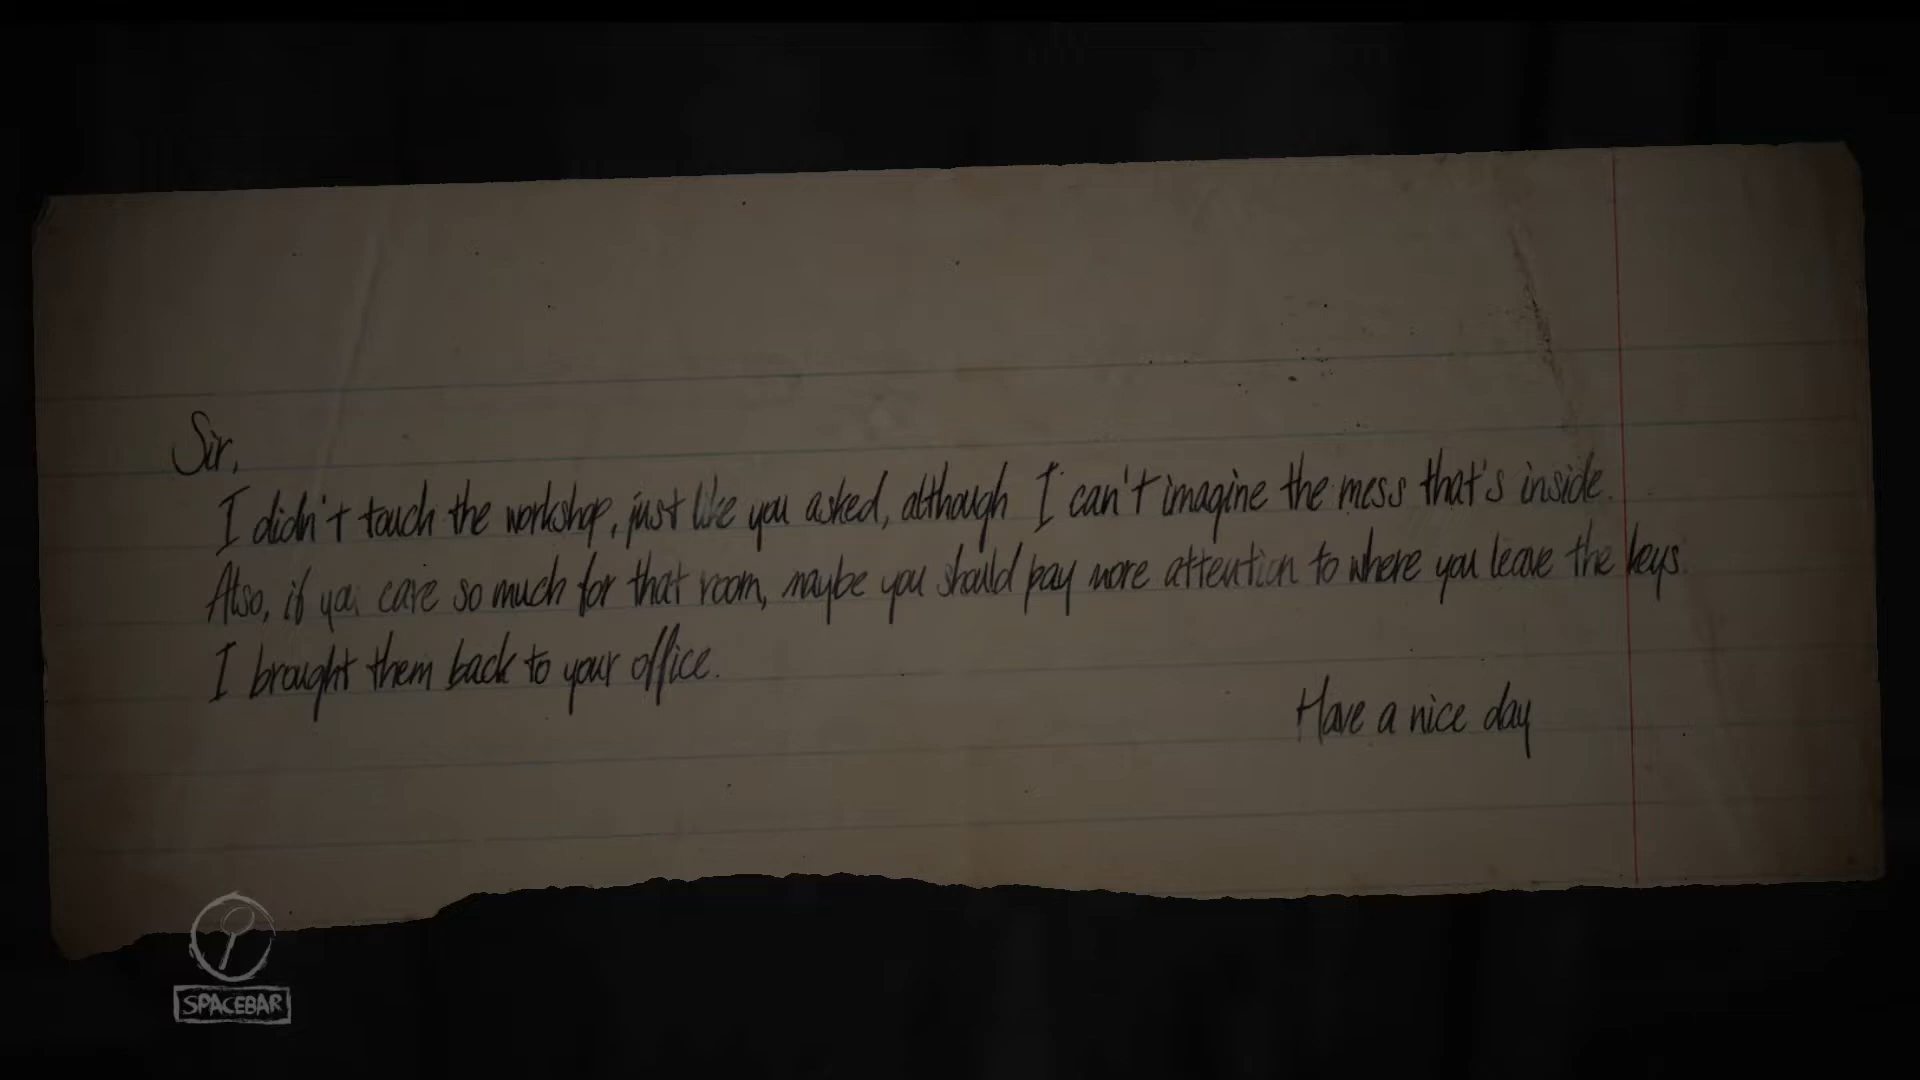 Sir,
I didn't touch the workshop, just like you asked, although I can't imagine the mess that's inside.
Also, if you care so much for that room, maybe you should pay more attention to where you leave the keys.
I brought them back to your office.
Have a nice day
SPACEBAR